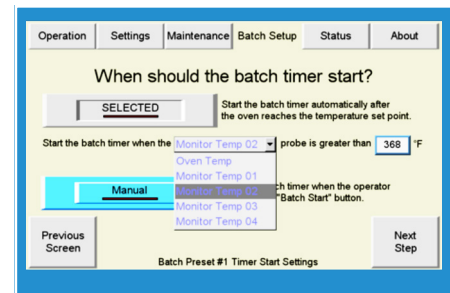 Operation Settings Maintenance Batch Setup Status About
When should the batch timer start?
SELECTED
Start the batch timer automatically after
the oven reaches the temperature set point.
Start the batch timer when the Monitor Temp 02 probe is greater than 368 °F
Oven Temp
Monitor Temp 01
Monitor Temp 02
Monitor Temp 03
Monitor Temp 04
Manual
ch timer when the operator
"Batch Start" button.
Previous
Screen
Next
Step
Batch Preset #1 Timer Start Settings